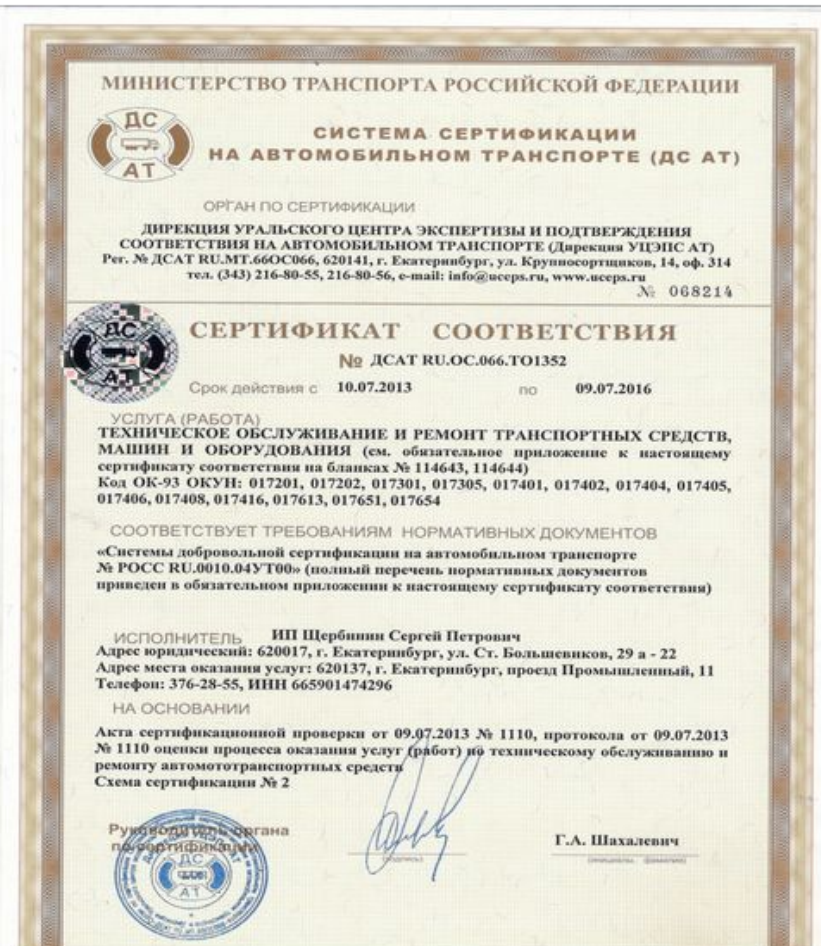 МИНИСТЕРСТВО ТРАНСПОРТА РОССИЙСКОЙ ФЕДЕРАЦИИ
ДС
АТ
СИСТЕМА СЕРТИФИКАЦИИ
НА АВТОМОБИЛЬНОМ ТРАНСПОРТЕ (ДС АТ)
ОРГАН ПО СЕРТИФИКАЦИИ
ДИРЕКЦИЯ УРАЛЬСКОГО ЦЕНТРА ЭКСПЕРТИЗЫ И ПОДТВЕРЖДЕНИЯ
СООТВЕТСТВИЯ НА АВТОМОБИЛЬНОМ ТРАНСПОРТЕ (Дирекция УЦЭПС АТ)
Рег. № ДСАТ RU.МТ.66ОС066, 620141, г. Екатеринбург, ул. Крупносортщиков, 14, оф. 314
тел. (343) 216-80-55, 216-80-56, e-mail: info@uceps.ru, www.uceps.ru
№ 068214
ДС
АТ
СЕРТИФИКАТ СООТВЕТСТВИЯ
№ ДСАТ RU.ОС.066.ТО1352
Срок действия с 10.07.2013 по 09.07.2016
УСЛУГА (РАБОТА)
ТЕХНИЧЕСКОЕ ОБСЛУЖИВАНИЕ И РЕМОНТ ТРАНСПОРТНЫХ СРЕДСТВ,
МАШИН И ОБОРУДОВАНИЯ (см. обязательное приложение к настоящему
сертификату соответствия на бланках № 114643, 114644)
Код ОК-93 ОКУН: 017201, 017202, 017301, 017305, 017401, 017402, 017404, 017405,
017406, 017408, 017416, 017613, 017651, 017654
СООТВЕТСТВУЕТ ТРЕБОВАНИЯМ НОРМАТИВНЫХ ДОКУМЕНТОВ
«Системы добровольной сертификации на автомобильном транспорте
№ РОСС RU.0010.04УТ00» (полный перечень нормативных документов
приведен в обязательном приложении к настоящему сертификату соответствия)
ИСПОЛНИТЕЛЬ ИП Щербинин Сергей Петрович
Адрес юридический: 620017, г. Екатеринбург, ул. Ст. Большевиков, 29 а - 22
Адрес места оказания услуг: 620137, г. Екатеринбург, проезд Промышленный, 11
Телефон: 376-28-55, ИНН 665901474296
НА ОСНОВАНИИ
Акта сертификационной проверки от 09.07.2013 № 1110, протокола от 09.07.2013
№ 1110 оценки процесса оказания услуг (работ) по техническому обслуживанию и
ремонту автомототранспортных средств
Схема сертификации № 2
Руководитель органа
по сертификации
ДС
АТ
(подпись)
Г.А. Шахалевич
(инициалы, фамилия)